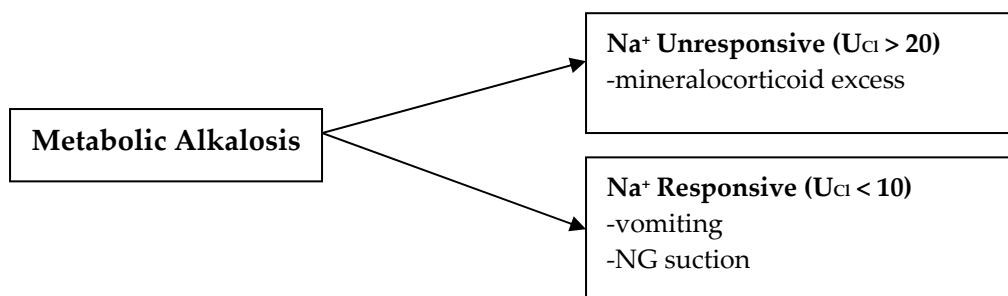 Metabolic Alkalosis
Na⁺ Unresponsive (UCl > 20)
-mineralocorticoid excess
Na⁺ Responsive (UCl < 10)
-vomiting
-NG suction